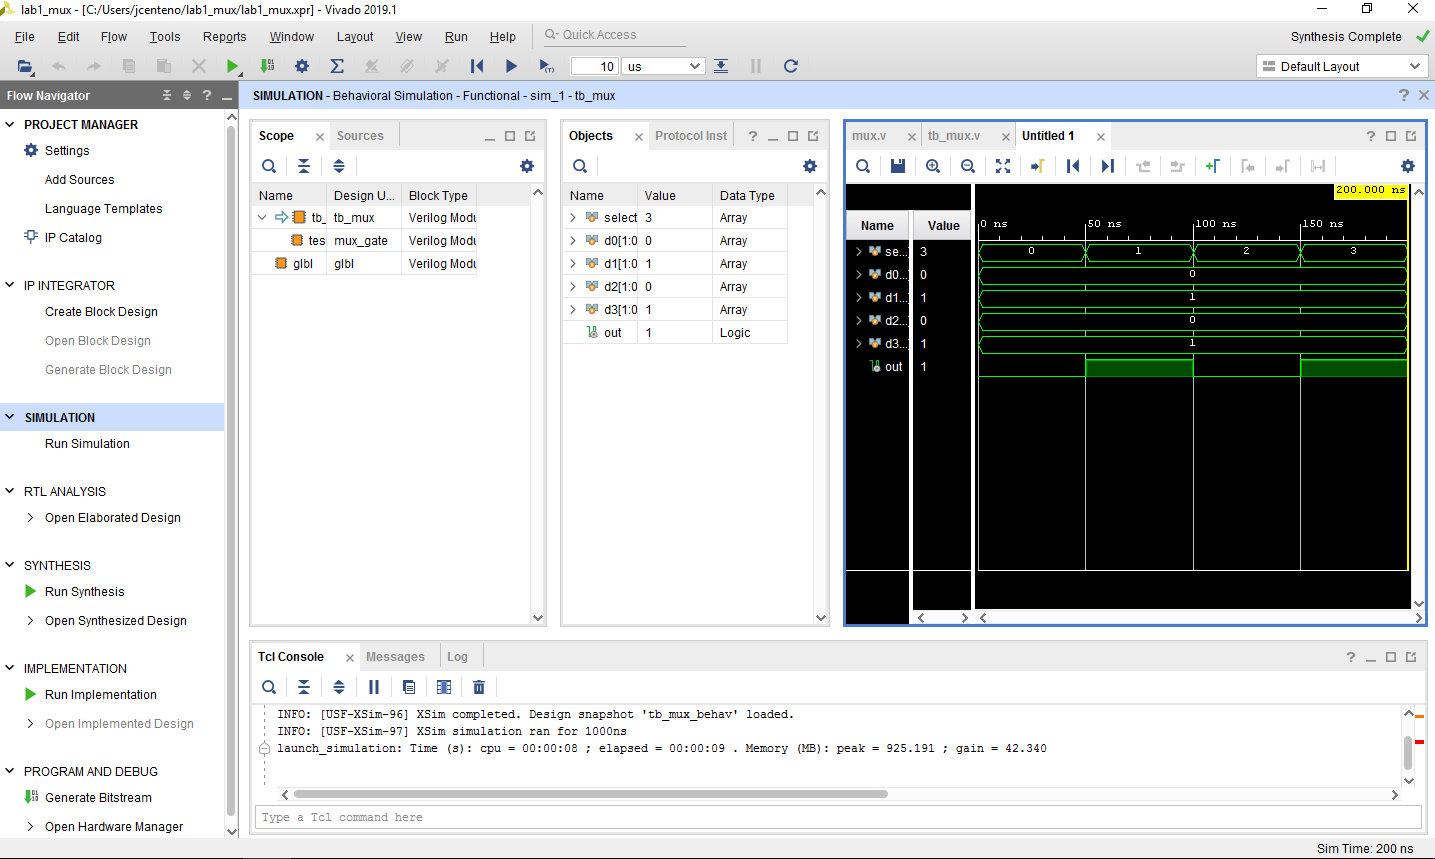 lab1_mux - [C:/Users/jcenteno/lab1_mux/lab1_mux.xpr] - Vivado 2019.1
File Edit Flow Tools Reports Window Layout View Run Help Quick Access Synthesis Complete
10 us Default Layout
Flow Navigator
SIMULATION - Behavioral Simulation - Functional - sim_1 - tb_mux
PROJECT MANAGER
Settings
Add Sources
Language Templates
IP Catalog
IP INTEGRATOR
Create Block Design
Open Block Design
Generate Block Design
SIMULATION
Run Simulation
RTL ANALYSIS
Open Elaborated Design
SYNTHESIS
Run Synthesis
Open Synthesized Design
IMPLEMENTATION
Run Implementation
Open Implemented Design
PROGRAM AND DEBUG
Generate Bitstream
Open Hardware Manager
Scope Sources
Name Design U... Block Type
tb_ tb_mux Verilog Modu
tes mux_gate Verilog Modu
glbl glbl Verilog Modu
Objects Protocol Inst
Name Value Data Type
select 3 Array
d0[1:0 0 Array
d1[1:0 1 Array
d2[1:0 0 Array
d3[1:0 1 Array
out 1 Logic
mux.v tb_mux.v Untitled 1
200.000 ns
Name Value 0 ns 50 ns 100 ns 150 ns
se...] 3 0 1 2 3
d0...] 0 0
d1...] 1 1
d2...] 0 0
d3...] 1 1
out 1
Tcl Console Messages Log
INFO: [USF-XSim-96] XSim completed. Design snapshot 'tb_mux_behav' loaded.
INFO: [USF-XSim-97] XSim simulation ran for 1000ns
launch_simulation: Time (s): cpu = 00:00:08 ; elapsed = 00:00:09 . Memory (MB): peak = 925.191 ; gain = 42.340
Type a Tcl command here
Sim Time: 200 ns